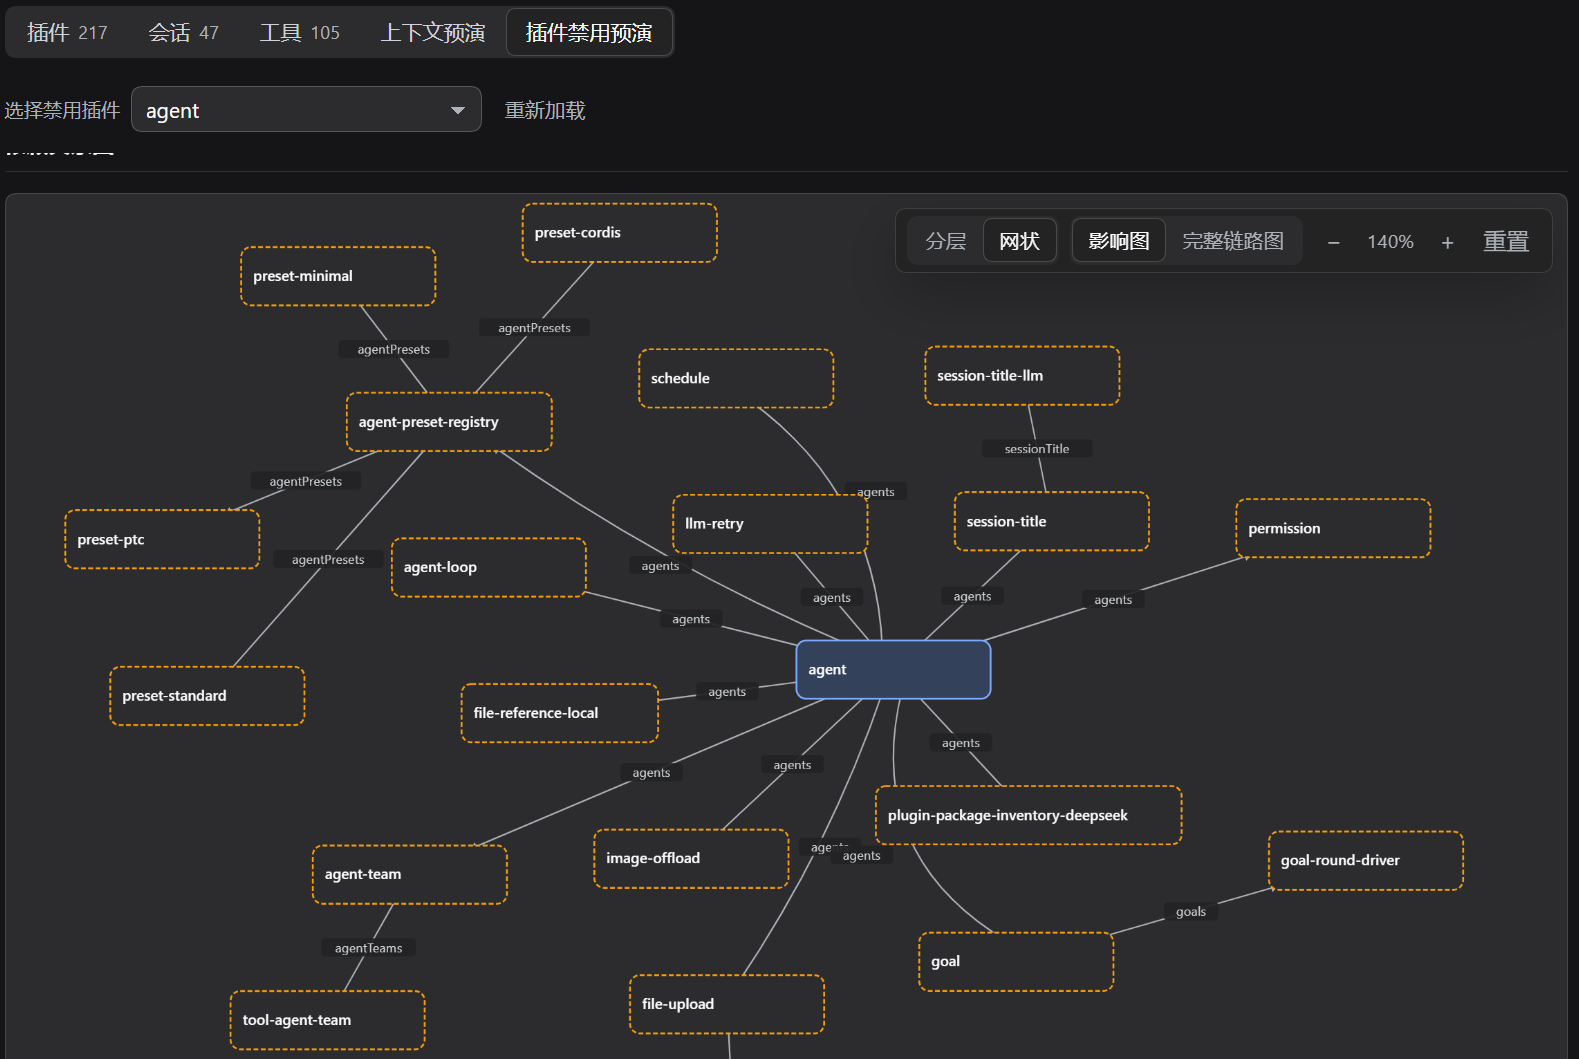 插件 217
会话 47
工具 105
上下文预演
插件禁用预演
选择禁用插件
agent
重新加载
分层
网状
影响图
完整链路图
−
140%
+
重置
preset-cordis
preset-minimal
agentPresets
agentPresets
schedule
session-title-llm
agent-preset-registry
sessionTitle
agentPresets
agents
llm-retry
session-title
permission
preset-ptc
agentPresets
agent-loop
agents
agents
agents
agents
agents
agent
preset-standard
agents
file-reference-local
agents
agents
agents
plugin-package-inventory-deepseek
agents
agents
image-offload
goal-round-driver
agent-team
goals
agentTeams
goal
file-upload
tool-agent-team